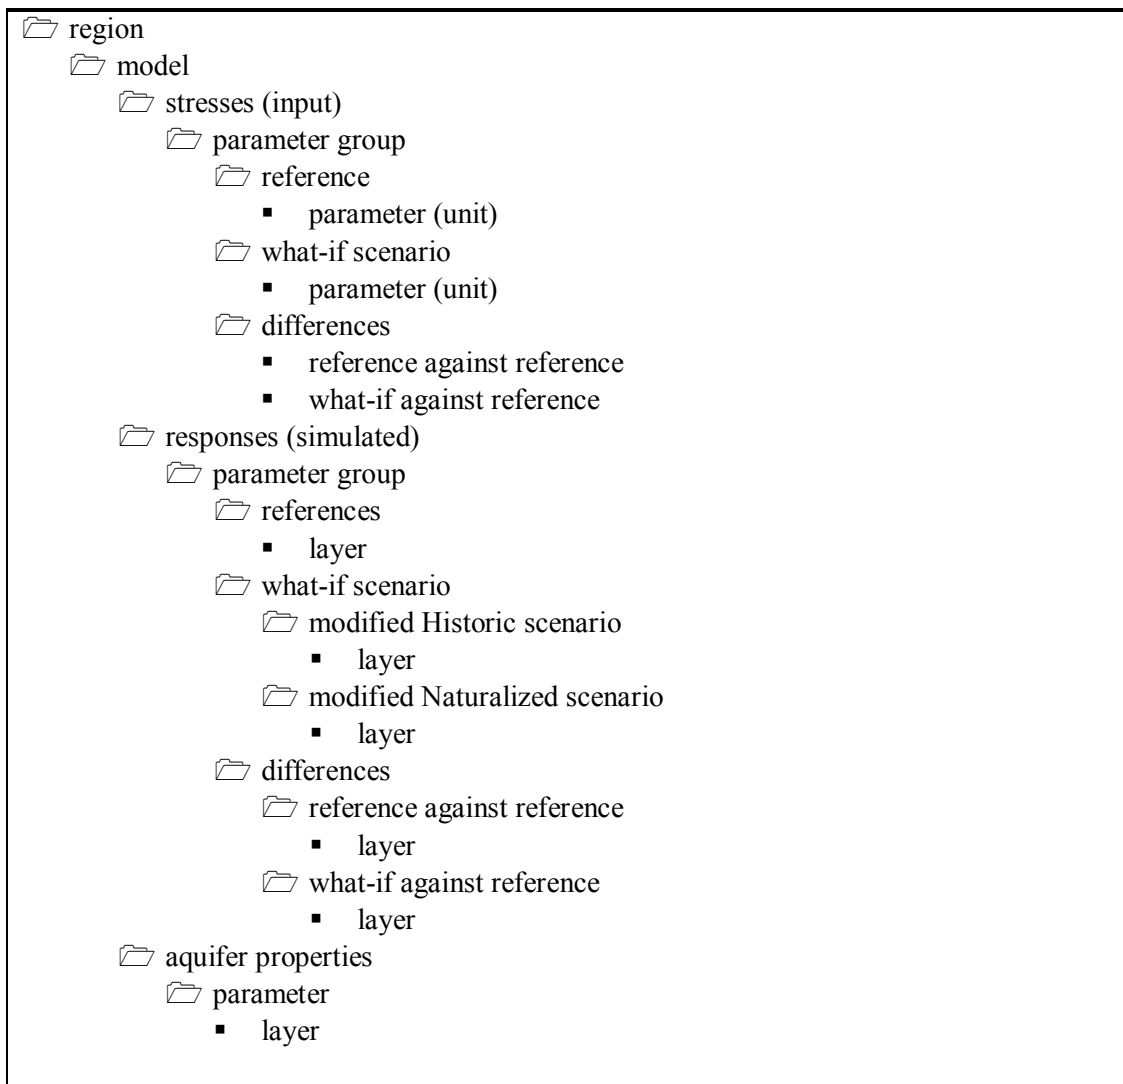 region
model
stresses (input)
parameter group
reference
▪ parameter (unit)
what-if scenario
▪ parameter (unit)
differences
▪ reference against reference
▪ what-if against reference
responses (simulated)
parameter group
references
▪ layer
what-if scenario
modified Historic scenario
▪ layer
modified Naturalized scenario
▪ layer
differences
reference against reference
▪ layer
what-if against reference
▪ layer
aquifer properties
parameter
▪ layer